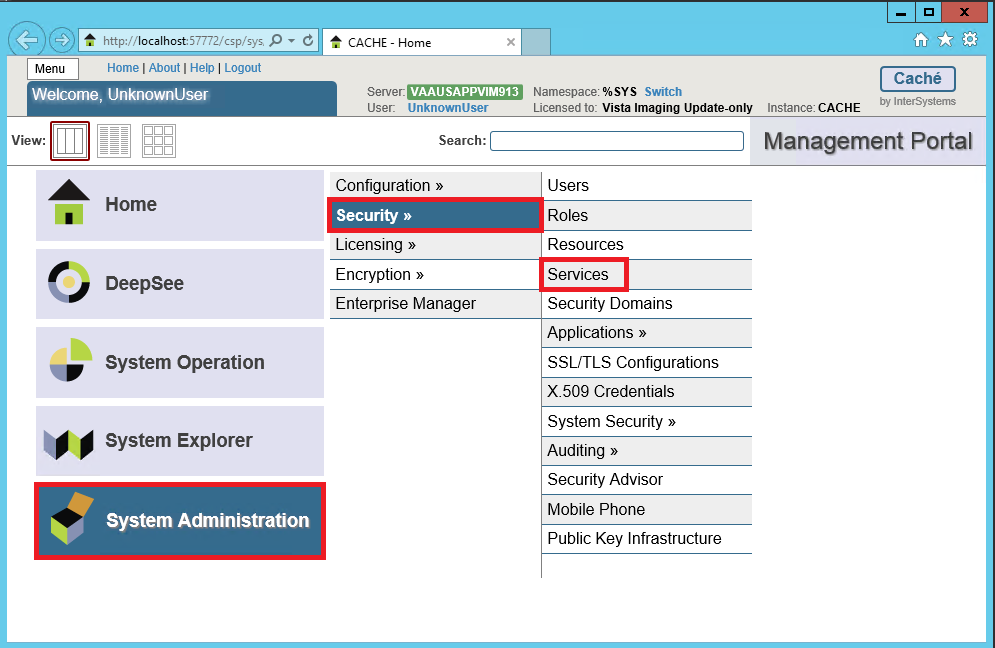 http://localhost:57772/csp/sys,
CACHE - Home
Menu
Home | About | Help | Logout
Welcome, UnknownUser
Server: VAAUSAPPVIM913 Namespace: %SYS Switch
User: UnknownUser Licensed to: Vista Imaging Update-only Instance: CACHE
Caché
by InterSystems
View:
Search:
Management Portal
Home
DeepSee
System Operation
System Explorer
System Administration
Configuration »
Security »
Licensing »
Encryption »
Enterprise Manager
Users
Roles
Resources
Services
Security Domains
Applications »
SSL/TLS Configurations
X.509 Credentials
System Security »
Auditing »
Security Advisor
Mobile Phone
Public Key Infrastructure